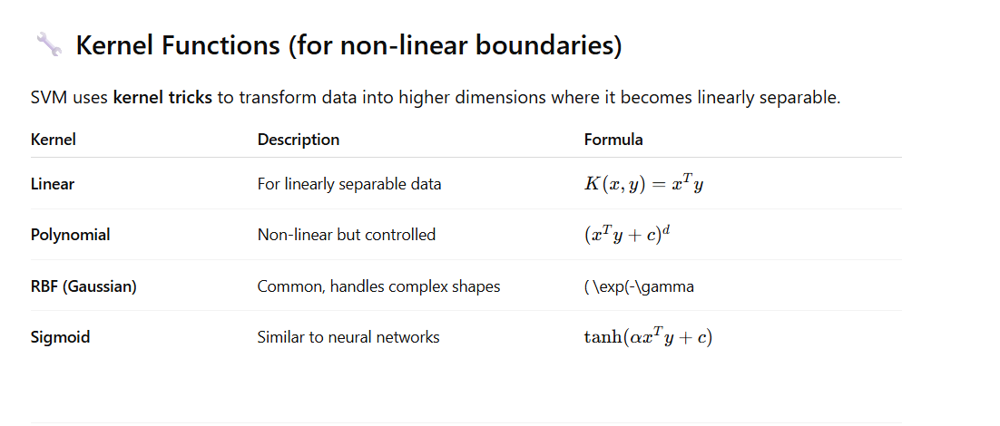 🔧 Kernel Functions (for non-linear boundaries)
SVM uses kernel tricks to transform data into higher dimensions where it becomes linearly separable.
Kernel Description Formula
Linear For linearly separable data K(x, y) = x^T y
Polynomial Non-linear but controlled (x^T y + c)^d
RBF (Gaussian) Common, handles complex shapes ( \exp(-\gamma
Sigmoid Similar to neural networks tanh(αx^T y + c)